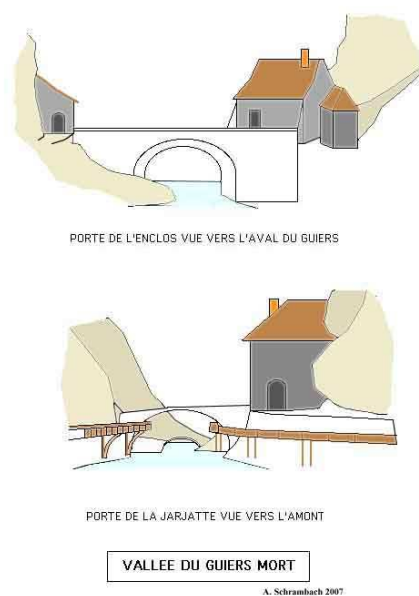 PORTE DE L'ENCLOS VUE VERS L'AVAL DU GUIERS
PORTE DE LA JARJATTE VUE VERS L'AMONT
VALLEE DU GUIERS MORT
A. Schrambach 2007